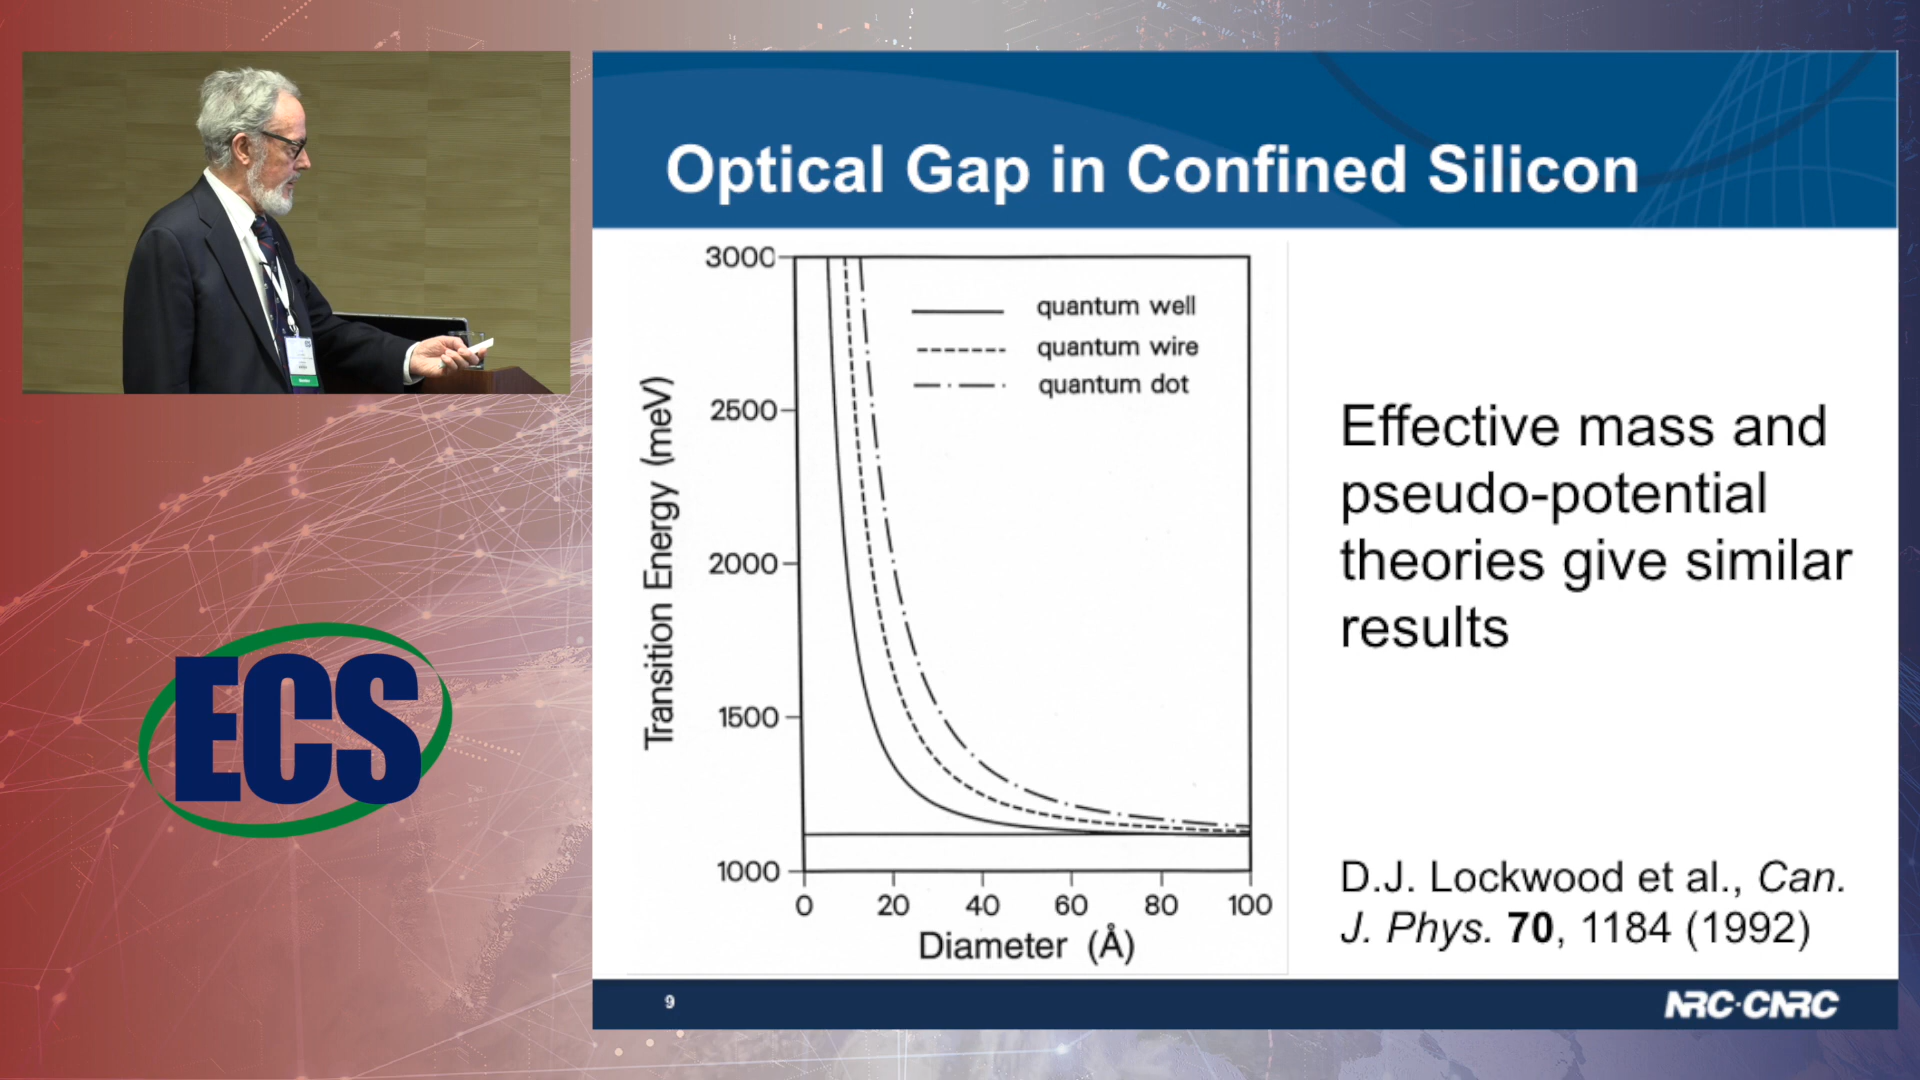 Optical Gap in Confined Silicon
3000
2500
2000
1500
1000
Transition Energy (meV)
quantum well
quantum wire
quantum dot
0 20 40 60 80 100
Diameter (Å)
Effective mass and
pseudo-potential
theories give similar
results
D.J. Lockwood et al., Can.
J. Phys. 70, 1184 (1992)
9
NRC·CNRC
ECS